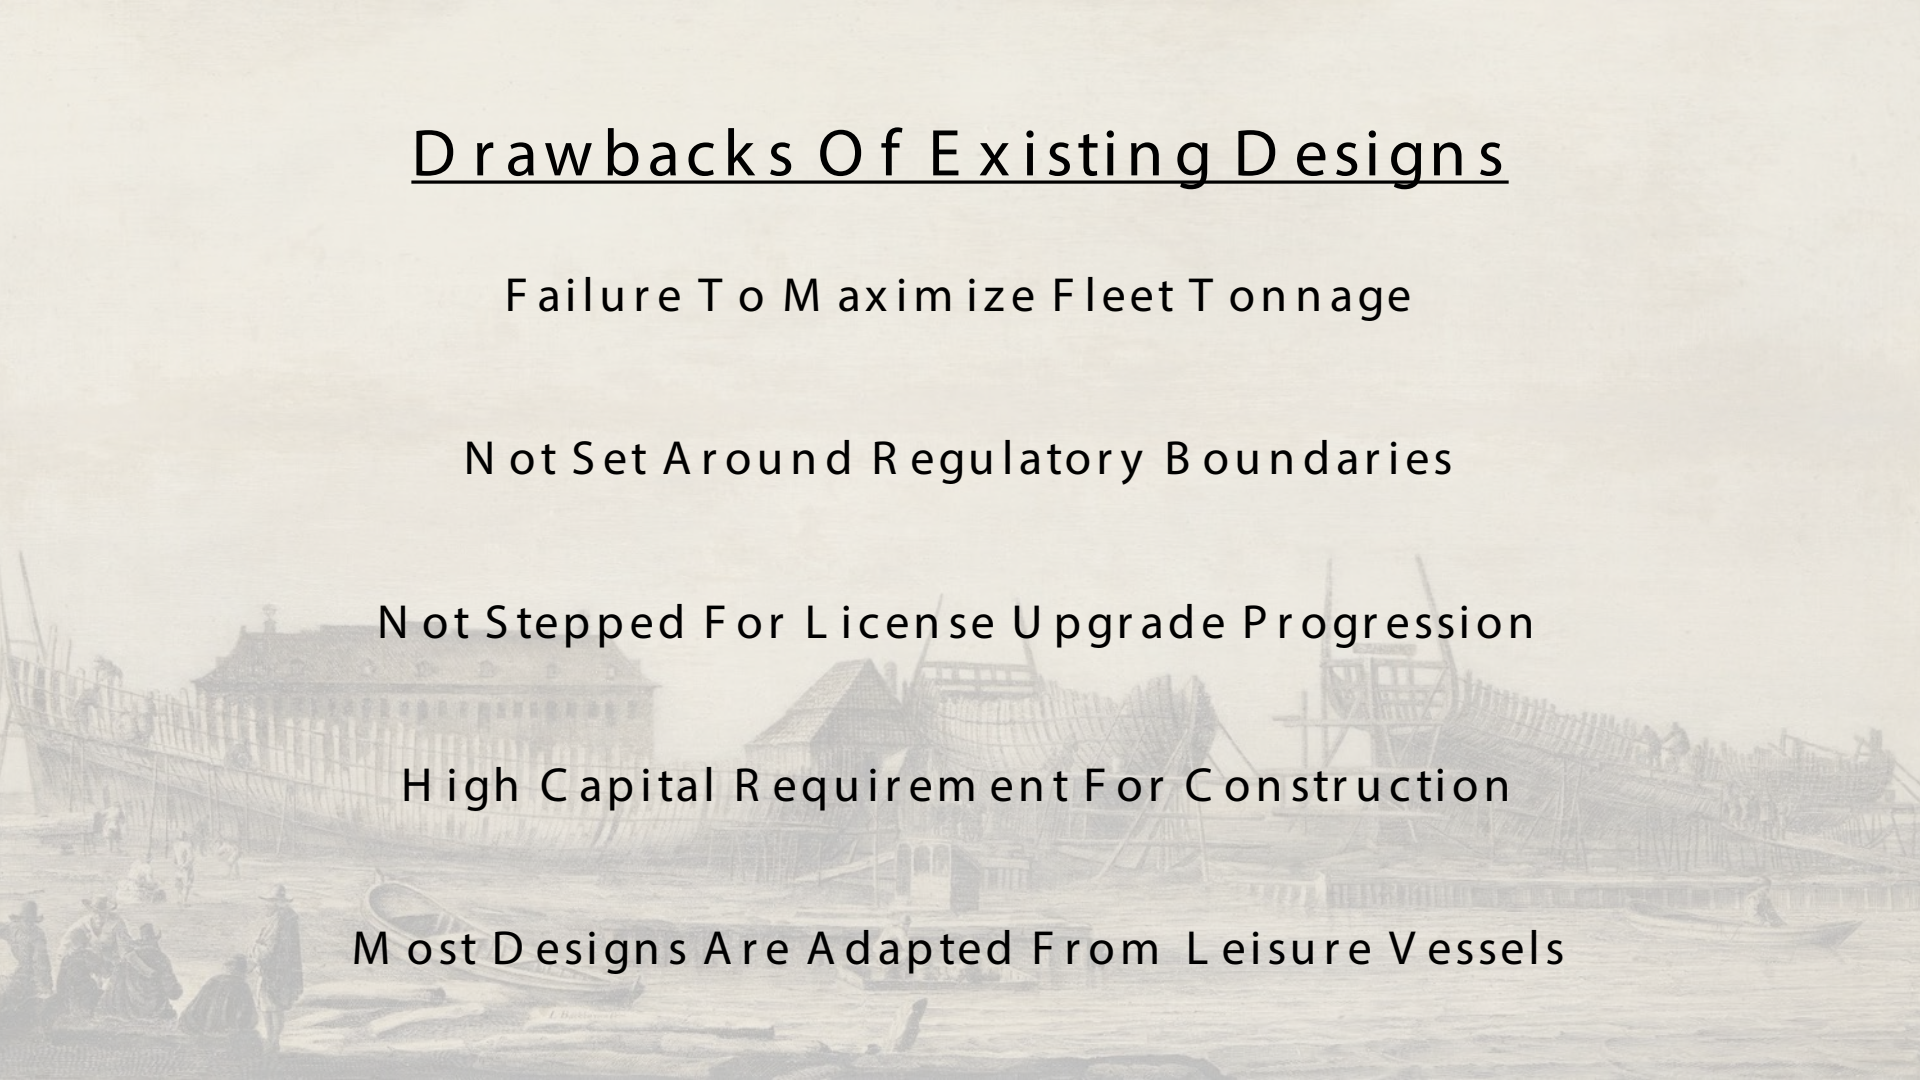 Drawbacks Of Existing Designs
Failure To Maximize Fleet Tonnage
Not Set Around Regulatory Boundaries
Not Stepped For License Upgrade Progression
High Capital Requirement For Construction
Most Designs Are Adapted From Leisure Vessels